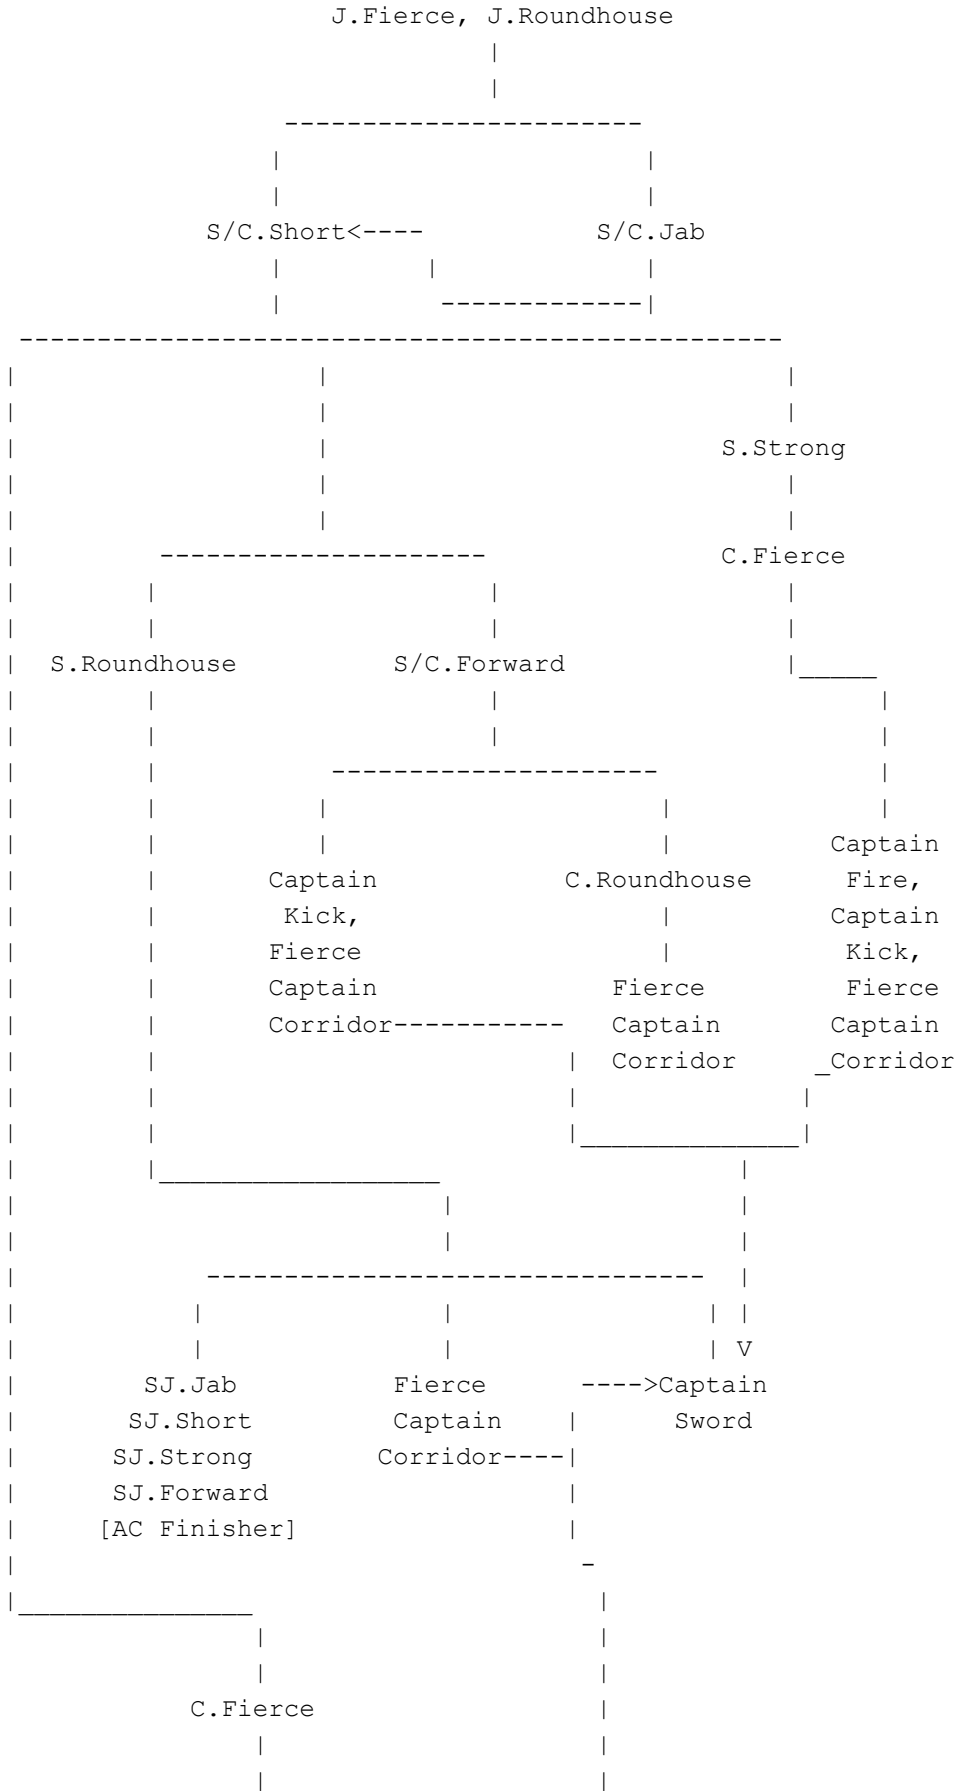 J.Fierce, J.Roundhouse
S/C.Short<---- S/C.Jab
S.Strong
C.Fierce
S.Roundhouse S/C.Forward
Captain
Captain C.Roundhouse Fire,
Kick, Captain
Fierce Kick,
Captain Fierce Fierce
Corridor----------- Captain Captain
Corridor _Corridor
V
SJ.Jab Fierce ---->Captain
SJ.Short Captain Sword
SJ.Strong Corridor----
SJ.Forward
[AC Finisher]
C.Fierce